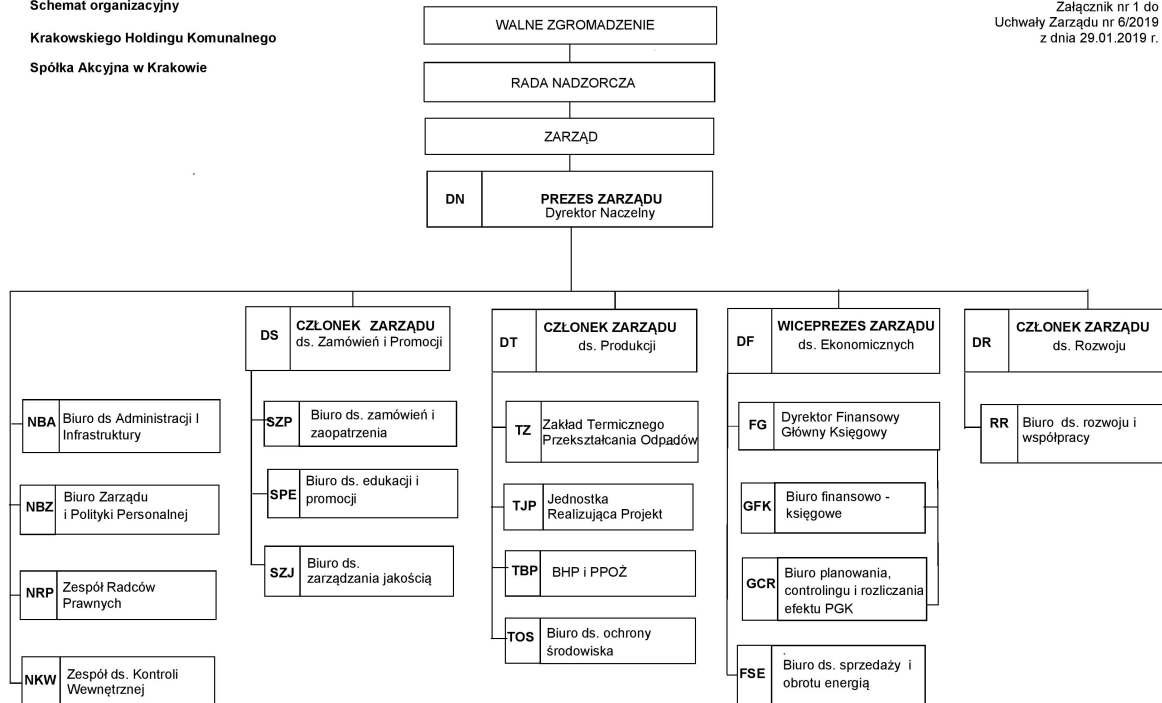 Schemat organizacyjny
Krakowskiego Holdingu Komunalnego
Spółka Akcyjna w Krakowie
Załącznik nr 1 do
Uchwały Zarządu nr 6/2019
z dnia 29.01.2019 r.
WALNE ZGROMADZENIE
RADA NADZORCZA
ZARZĄD
DN
PREZES ZARZĄDU
Dyrektor Naczelny
DS
CZŁONEK ZARZĄDU
ds. Zamówień i Promocji
DT
CZŁONEK ZARZĄDU
ds. Produkcji
DF
WICEPREZES ZARZĄDU
ds. Ekonomicznych
DR
CZŁONEK ZARZĄDU
ds. Rozwoju
NBA
Biuro ds Administracji I
Infrastruktury
NBZ
Biuro Zarządu
i Polityki Personalnej
NRP
Zespół Radców
Prawnych
NKW
Zespół ds. Kontroli
Wewnętrznej
SZP
Biuro ds. zamówień i
zaopatrzenia
SPE
Biuro ds. edukacji i
promocji
SZJ
Biuro ds.
zarządzania jakością
TZ
Zakład Termicznego
Przekształcania Odpadów
TJP
Jednostka
Realizująca Projekt
TBP
BHP i PPOŻ
TOS
Biuro ds. ochrony
środowiska
FG
Dyrektor Finansowy
Główny Księgowy
GFK
Biuro finansowo -
księgowe
GCR
Biuro planowania,
controlingu i rozliczania
efektu PGK
FSE
Biuro ds. sprzedaży i
obrotu energią
RR
Biuro ds. rozwoju i
współpracy